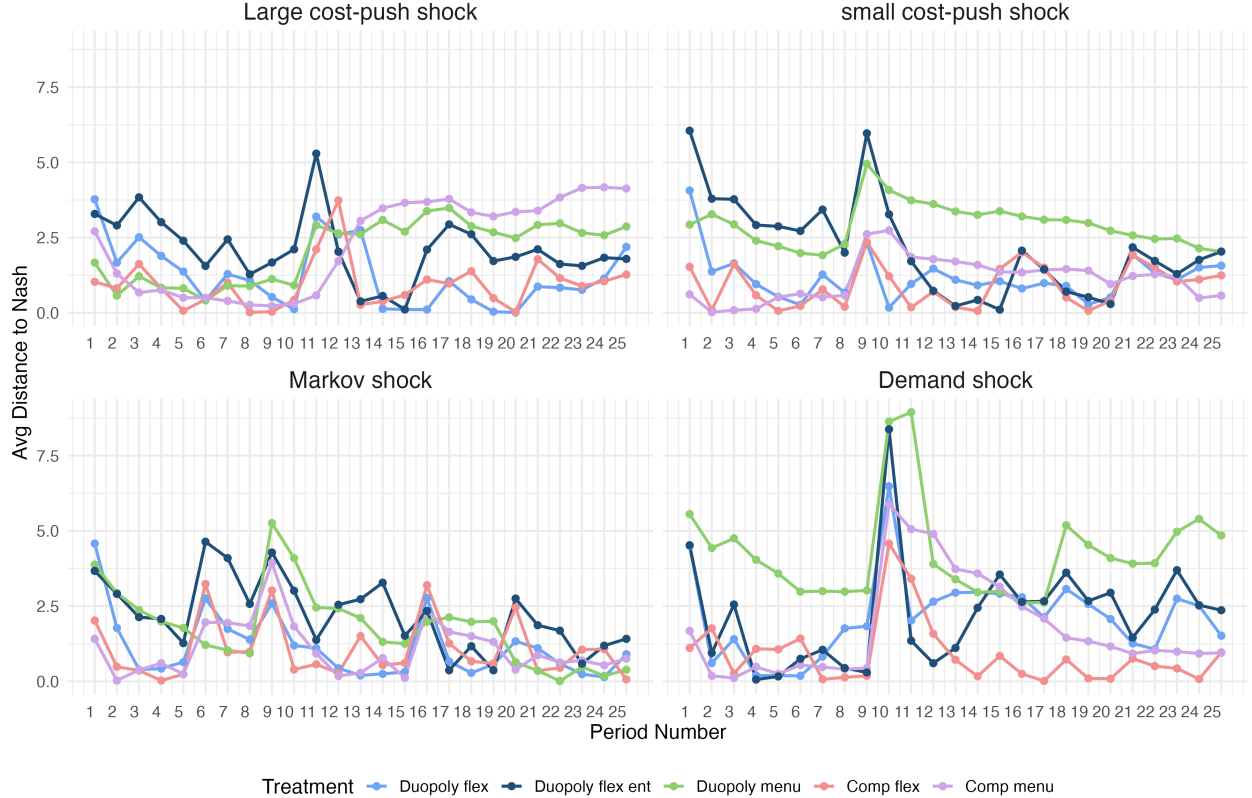 Large cost-push shock
small cost-push shock
7.5
5.0
2.5
0.0
1 2 3 4 5 6 7 8 9 10 11 12 13 14 15 16 17 18 19 20 21 22 23 24 25
1 2 3 4 5 6 7 8 9 10 11 12 13 14 15 16 17 18 19 20 21 22 23 24 25
Avg Distance to Nash
Markov shock
Demand shock
7.5
5.0
2.5
0.0
1 2 3 4 5 6 7 8 9 10 11 12 13 14 15 16 17 18 19 20 21 22 23 24 25
1 2 3 4 5 6 7 8 9 10 11 12 13 14 15 16 17 18 19 20 21 22 23 24 25
Period Number
Treatment Duopoly flex Duopoly flex ent Duopoly menu Comp flex Comp menu